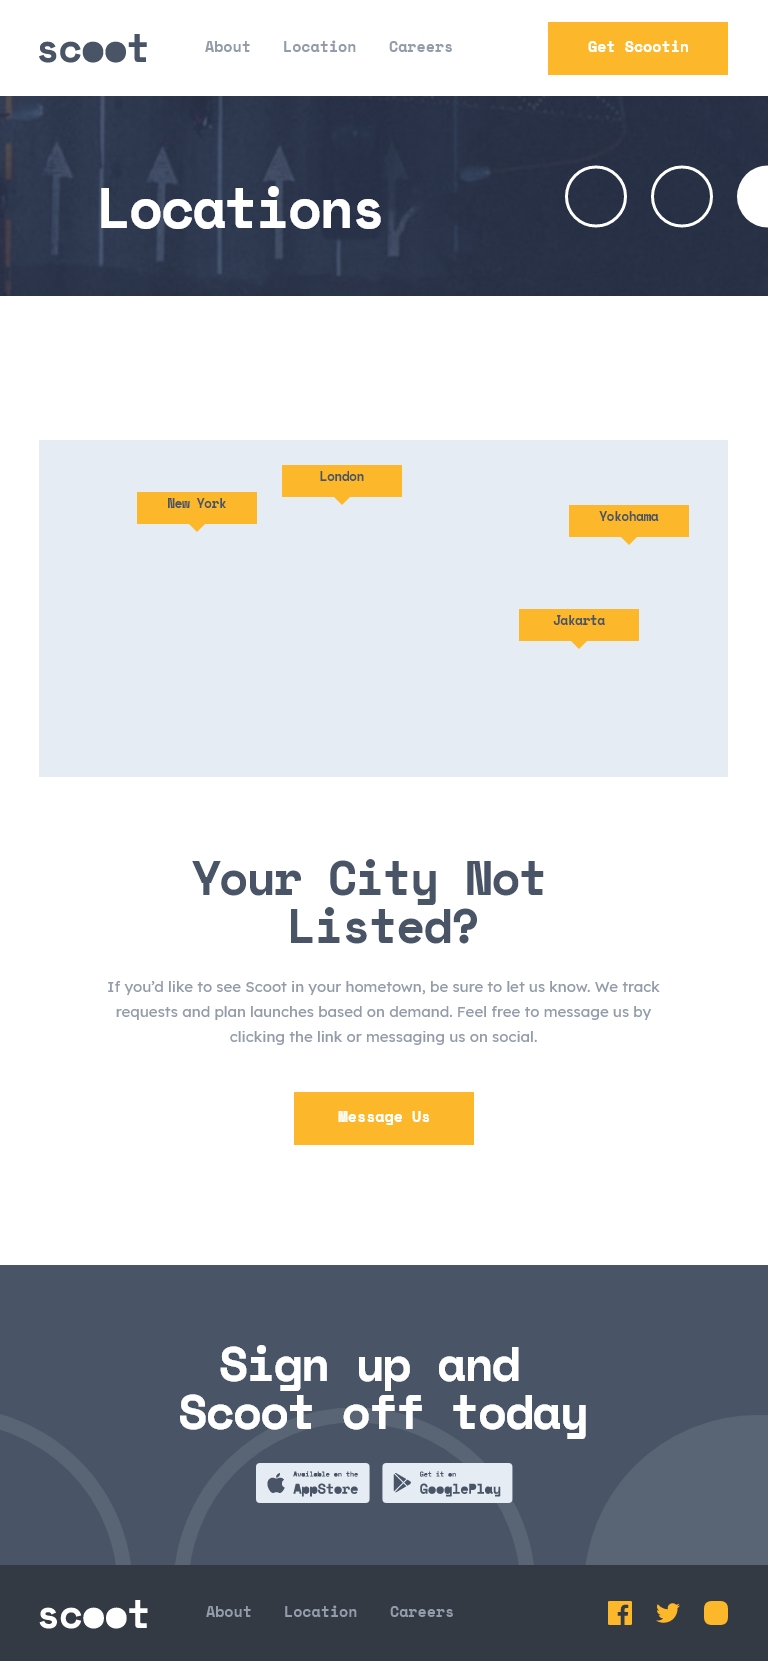 scoot
About
Location
Careers
Get Scootin
Locations
London
New York
Yokohama
Jakarta
Your City Not
Listed?
If you’d like to see Scoot in your hometown, be sure to let us know. We track
requests and plan launches based on demand. Feel free to message us by
clicking the link or messaging us on social.
Message Us
Sign up and
Scoot off today
Available on the
AppStore
Get it on
GooglePlay
scoot
About
Location
Careers